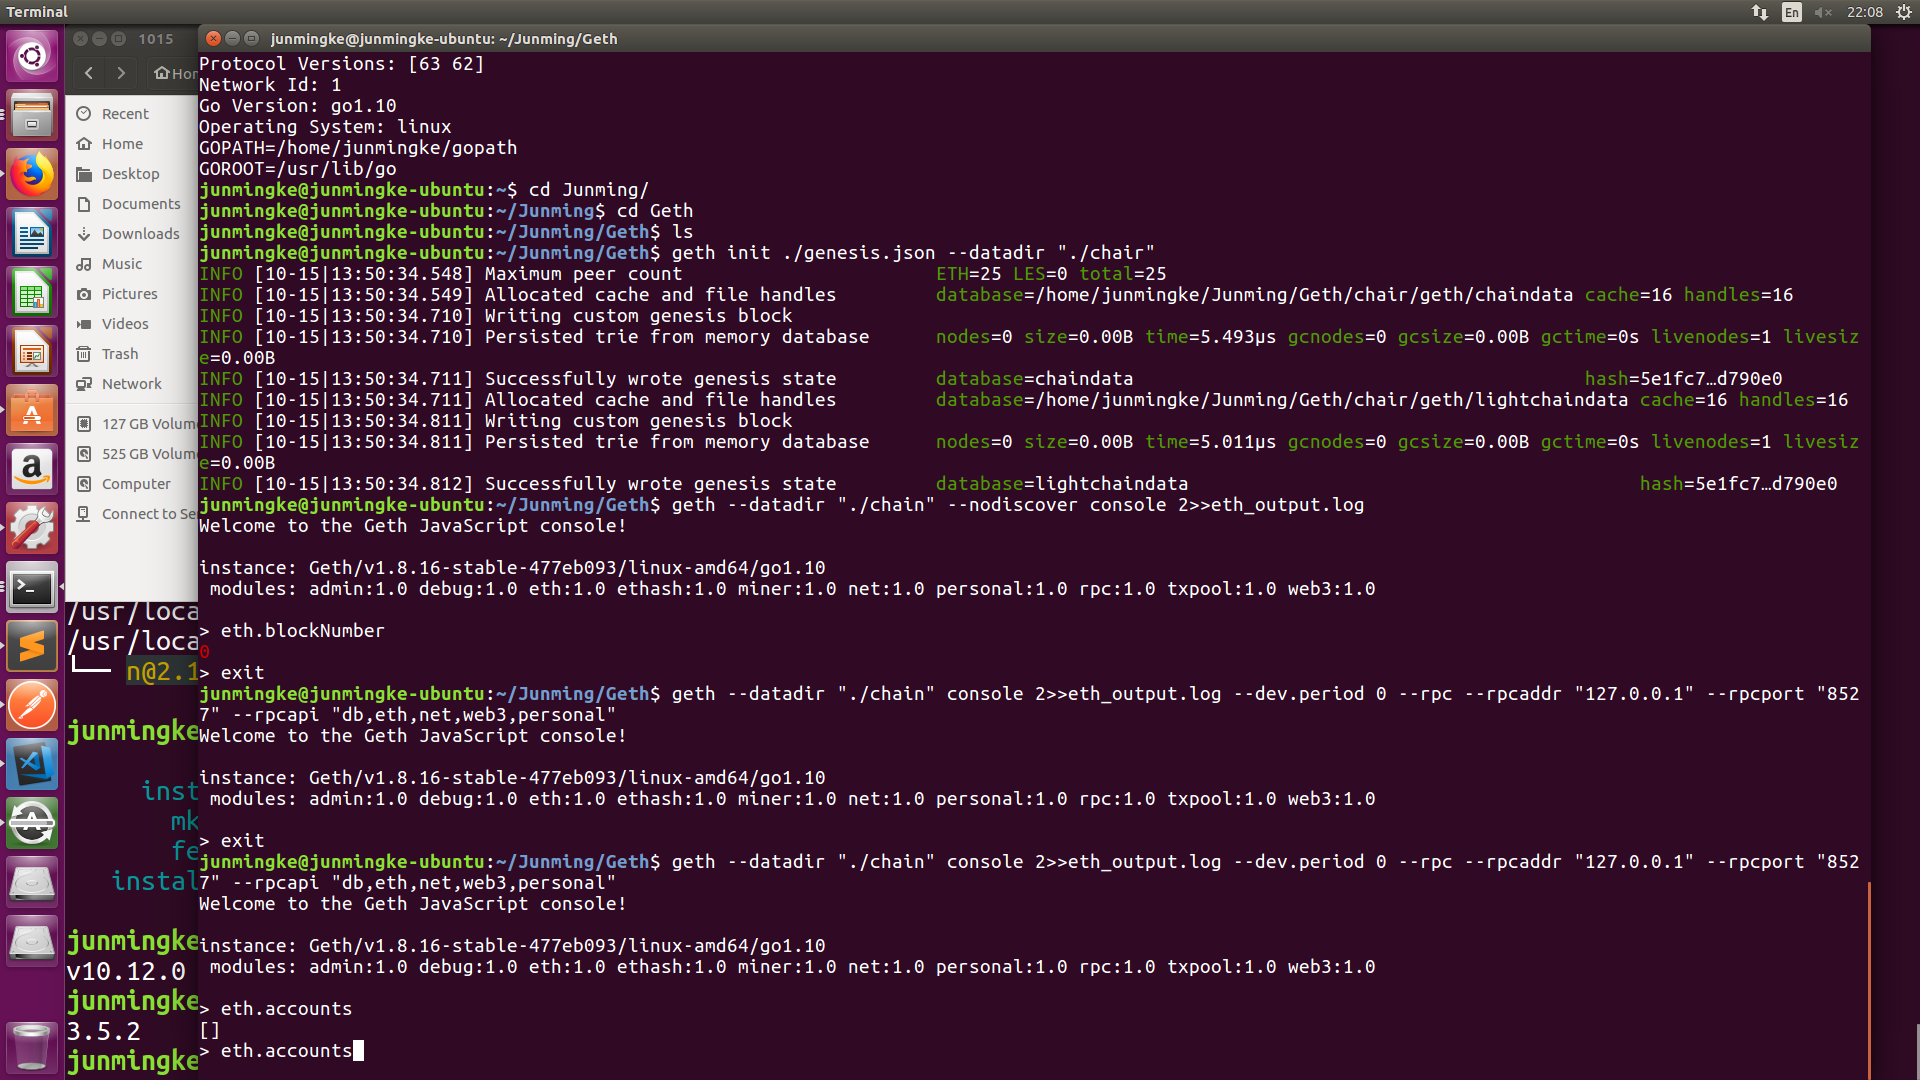 Terminal
En
22:08
1015
junmingke@junmingke-ubuntu: ~/Junming/Geth
Recent
Home
Desktop
Documents
Downloads
Music
Pictures
Videos
Trash
Network
127 GB Volum
525 GB Volum
Computer
Connect to Se
/usr/loca
/usr/loca
└── n@2.1
junmingke
inst
mk
fe
instal
junmingke
v10.12.0
junmingke
3.5.2
junmingke
Protocol Versions: [63 62]
Network Id: 1
Go Version: go1.10
Operating System: linux
GOPATH=/home/junmingke/gopath
GOROOT=/usr/lib/go
junmingke@junmingke-ubuntu:~$ cd Junming/
junmingke@junmingke-ubuntu:~/Junming$ cd Geth
junmingke@junmingke-ubuntu:~/Junming/Geth$ ls
junmingke@junmingke-ubuntu:~/Junming/Geth$ geth init ./genesis.json --datadir "./chair"
INFO [10-15|13:50:34.548] Maximum peer count                       ETH=25 LES=0 total=25
INFO [10-15|13:50:34.549] Allocated cache and file handles         database=/home/junmingke/Junming/Geth/chair/geth/chaindata cache=16 handles=16
INFO [10-15|13:50:34.710] Writing custom genesis block
INFO [10-15|13:50:34.710] Persisted trie from memory database      nodes=0 size=0.00B time=5.493µs gcnodes=0 gcsize=0.00B gctime=0s livenodes=1 livesiz
e=0.00B
INFO [10-15|13:50:34.711] Successfully wrote genesis state         database=chaindata                                         hash=5e1fc7…d790e0
INFO [10-15|13:50:34.711] Allocated cache and file handles         database=/home/junmingke/Junming/Geth/chair/geth/lightchaindata cache=16 handles=16
INFO [10-15|13:50:34.811] Writing custom genesis block
INFO [10-15|13:50:34.811] Persisted trie from memory database      nodes=0 size=0.00B time=5.011µs gcnodes=0 gcsize=0.00B gctime=0s livenodes=1 livesiz
e=0.00B
INFO [10-15|13:50:34.812] Successfully wrote genesis state         database=lightchaindata                                         hash=5e1fc7…d790e0
junmingke@junmingke-ubuntu:~/Junming/Geth$ geth --datadir "./chain" --nodiscover console 2>>eth_output.log
Welcome to the Geth JavaScript console!
instance: Geth/v1.8.16-stable-477eb093/linux-amd64/go1.10
modules: admin:1.0 debug:1.0 eth:1.0 ethash:1.0 miner:1.0 net:1.0 personal:1.0 rpc:1.0 txpool:1.0 web3:1.0
> eth.blockNumber
0
> exit
junmingke@junmingke-ubuntu:~/Junming/Geth$ geth --datadir "./chain" console 2>>eth_output.log --dev.period 0 --rpc --rpcaddr "127.0.0.1" --rpcport "852
7" --rpcapi "db,eth,net,web3,personal"
Welcome to the Geth JavaScript console!
instance: Geth/v1.8.16-stable-477eb093/linux-amd64/go1.10
modules: admin:1.0 debug:1.0 eth:1.0 ethash:1.0 miner:1.0 net:1.0 personal:1.0 rpc:1.0 txpool:1.0 web3:1.0
> exit
junmingke@junmingke-ubuntu:~/Junming/Geth$ geth --datadir "./chain" console 2>>eth_output.log --dev.period 0 --rpc --rpcaddr "127.0.0.1" --rpcport "852
7" --rpcapi "db,eth,net,web3,personal"
Welcome to the Geth JavaScript console!
instance: Geth/v1.8.16-stable-477eb093/linux-amd64/go1.10
modules: admin:1.0 debug:1.0 eth:1.0 ethash:1.0 miner:1.0 net:1.0 personal:1.0 rpc:1.0 txpool:1.0 web3:1.0
> eth.accounts
[]
> eth.accounts